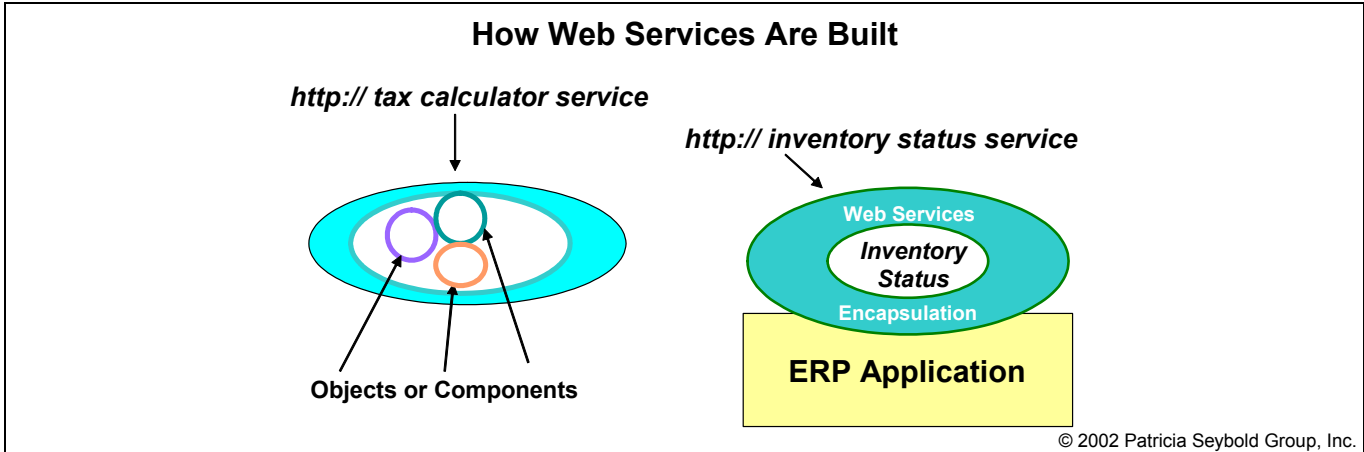 How Web Services Are Built
http:// tax calculator service
http:// inventory status service
Web Services
Inventory
Status
Encapsulation
ERP Application
Objects or Components
© 2002 Patricia Seybold Group, Inc.